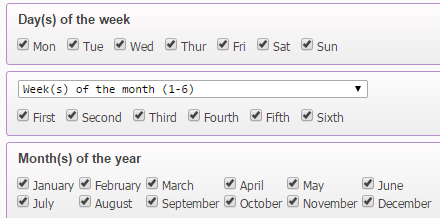 Day(s) of the week
Mon Tue Wed Thur Fri Sat Sun
Week(s) of the month (1-6)
First Second Third Fourth Fifth Sixth
Month(s) of the year
January February March April May June
July August September October November December